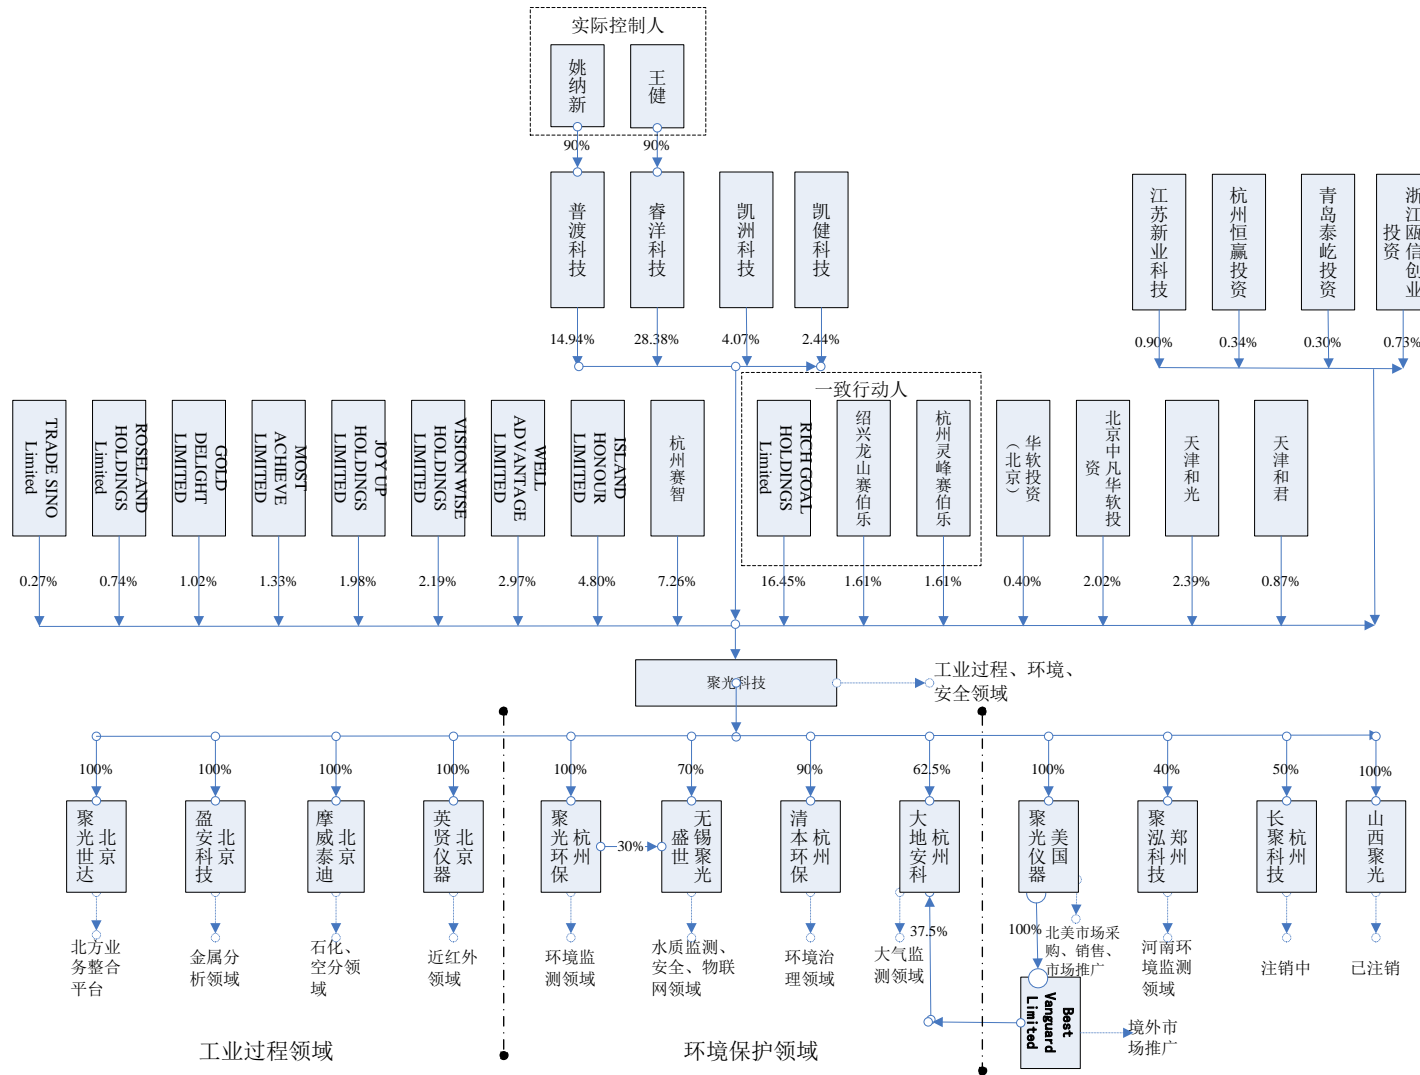 实际控制人
姚纳新
王健
90%
90%
普渡科技
睿洋科技
凯洲科技
凯健科技
江苏新业科技
杭州恒赢投资
青岛泰屹投资
浙江瓯信创业
投资
14.94%
28.38%
4.07%
2.44%
0.90%
0.34%
0.30%
0.73%
一致行动人
TRADE SINO
Limited
ROSELAND
HOLDINGS
Limited
GOLD
DELIGHT
LIMITED
MOST
ACHIEVE
LIMITED
JOY UP
HOLDINGS
LIMITED
VISION WISE
HOLDINGS
LIMITED
WELL
ADVANTAGE
LIMITED
ISLAND
HONOUR
LIMITED
杭州赛智
RICH GOAL
HOLDINGS
Limited
绍兴龙山赛伯乐
杭州灵峰赛伯乐
华软投资
（北京）
北京中凡华软投
资
天津和光
天津和君
0.27%
0.74%
1.02%
1.33%
1.98%
2.19%
2.97%
4.80%
7.26%
16.45%
1.61%
1.61%
0.40%
2.02%
2.39%
0.87%
聚光科技
工业过程、环境、
安全领域
100%
100%
100%
100%
100%
70%
90%
62.5%
100%
40%
50%
100%
北京
聚光世达
北京
盈安科技
北京
摩威泰迪
北京
英贤仪器
杭州
聚光环保
30%
无锡聚光
盛世
杭州
清本环保
杭州
大地安科
美国
聚光仪器
郑州
聚泓科技
杭州
长聚科技
山西聚光
北方业
务整合
平台
金属分
析领域
石化、
空分领
域
近红外
领域
环境监
测领域
水质监测、
安全、物联
网领域
环境治
理领域
大气监
测领域
37.5%
100%
北美市场采
购、销售、
市场推广
河南环
境监测
领域
注销中
已注销
Best
Vanguard
Limited
境外市
场推广
工业过程领域
环境保护领域